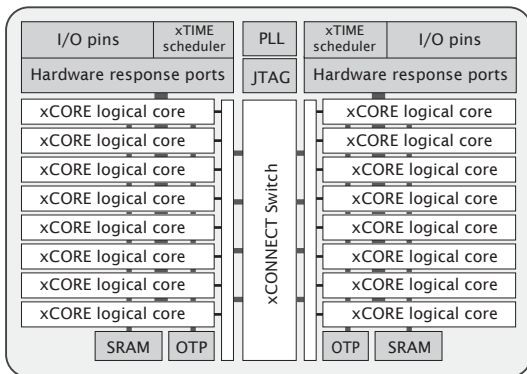 I/O pins
xTIME
scheduler
PLL
xTIME
scheduler
I/O pins
Hardware response ports
JTAG
Hardware response ports
xCORE logical core
xCORE logical core
xCORE logical core
xCORE logical core
xCORE logical core
xCORE logical core
xCORE logical core
xCORE logical core
xCONNECT Switch
xCORE logical core
xCORE logical core
xCORE logical core
xCORE logical core
xCORE logical core
xCORE logical core
xCORE logical core
xCORE logical core
SRAM
OTP
OTP
SRAM